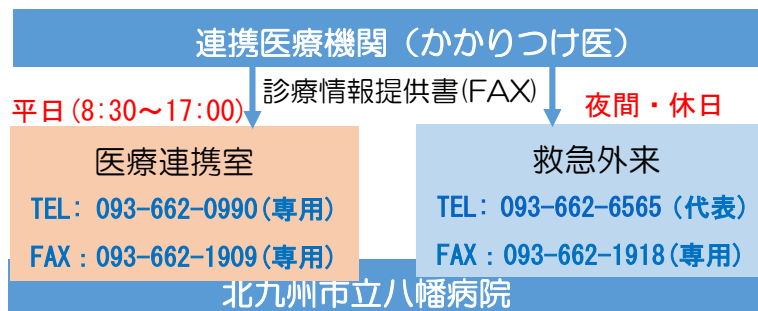 連携医療機関（かかりつけ医）
診療情報提供書(FAX)
平日(8:30～17:00)
夜間・休日
医療連携室
TEL: 093-662-0990(専用)
FAX：093-662-1909(専用)
救急外来
TEL: 093-662-6565（代表）
FAX：093-662-1918(専用)
北九州市立八幡病院